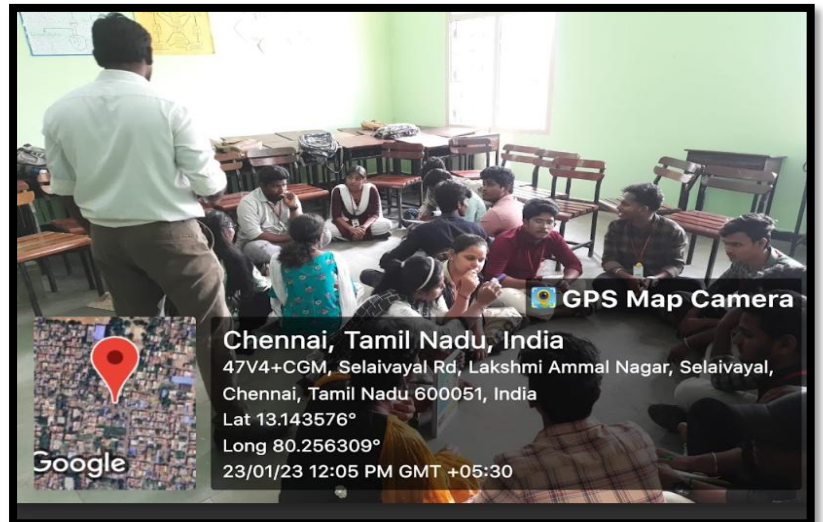 GPS Map Camera
Chennai, Tamil Nadu, India
47V4+CGM, Selaivayal Rd, Lakshmi Ammal Nagar, Selaivayal,
Chennai, Tamil Nadu 600051, India
Lat 13.143576°
Long 80.256309°
23/01/23 12:05 PM GMT +05:30
Google